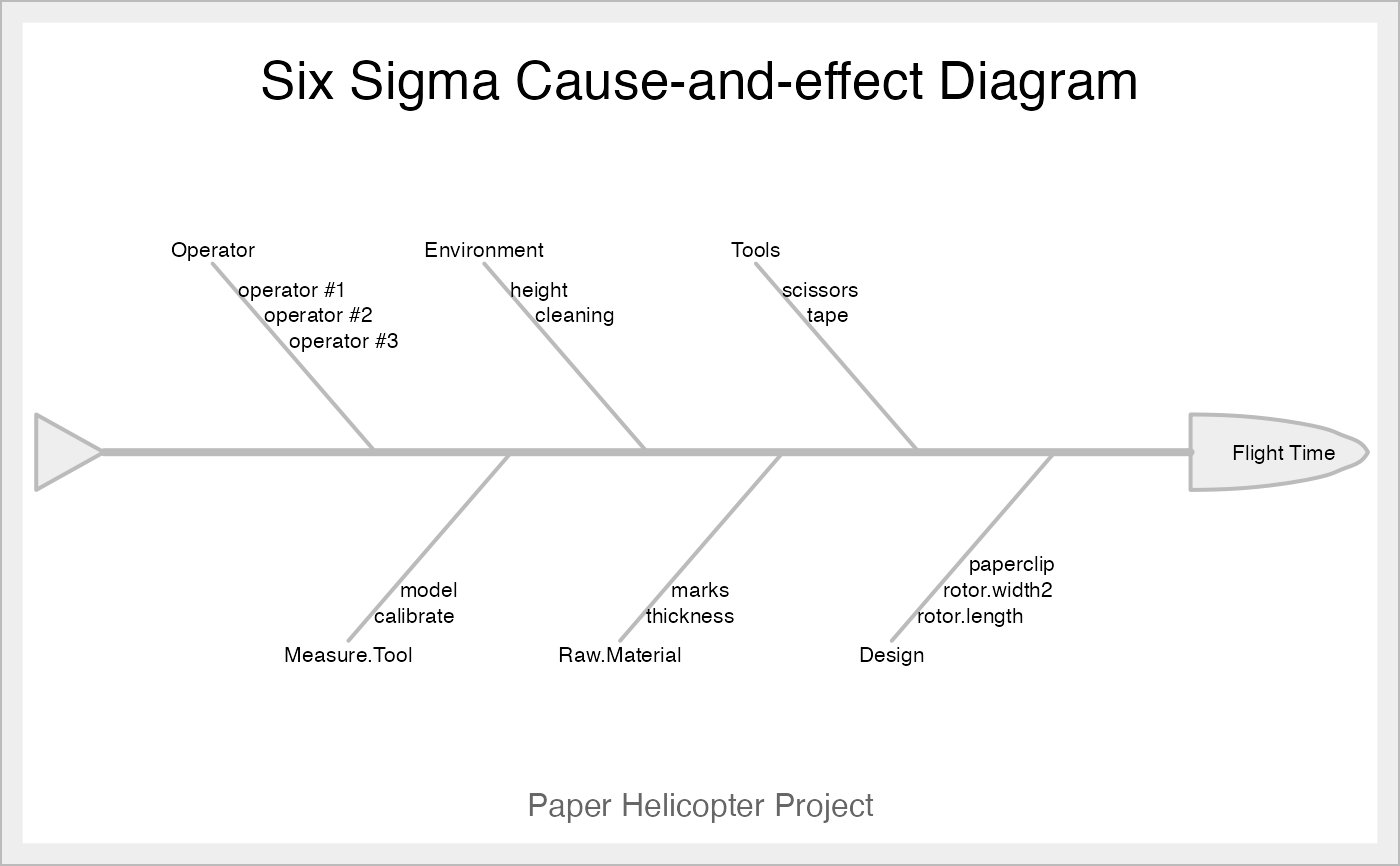 Six Sigma Cause-and-effect Diagram
Operator
operator #1
operator #2
operator #3
Environment
height
cleaning
Tools
scissors
tape
Flight Time
model
calibrate
Measure.Tool
marks
thickness
Raw.Material
paperclip
rotor.width2
rotor.length
Design
Paper Helicopter Project